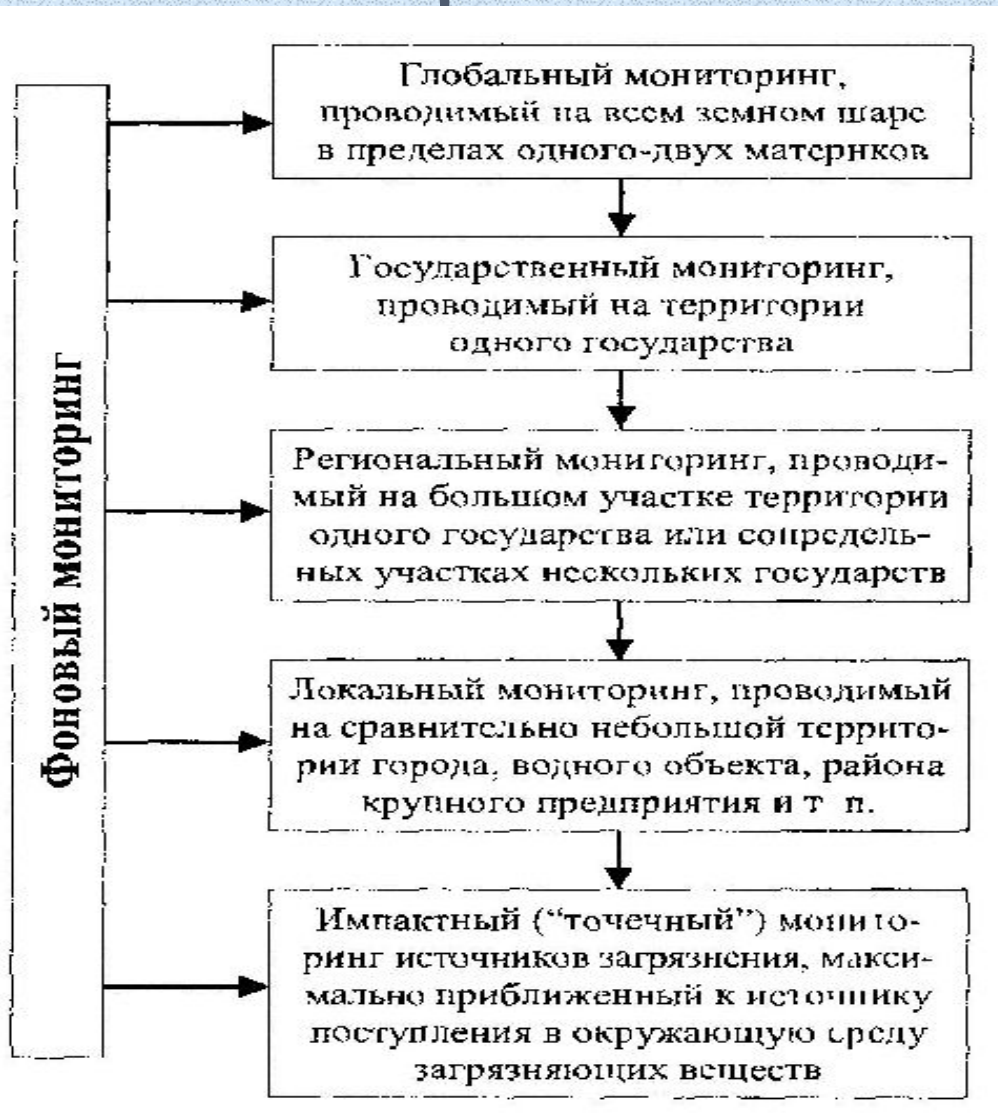 Фоновый мониторинг
Глобальный мониторинг,
проводимый на всем земном шаре
в пределах одного-двух материков
Государственный мониторинг,
проводимый на территории
одного государства
Региональный мониторинг, проводи-
мый на большом участке территории
одного государства или сопредель-
ных участках нескольких государств
Локальный мониторинг, проводимый
на сравнительно небольшой террито-
рии города, водного объекта, района
крупного предприятия и т п.
Импактный (“точечный”) монито-
ринг источников загрязнения, макси-
мально приближенный к источнику
поступления в окружающую среду
загрязняющих веществ